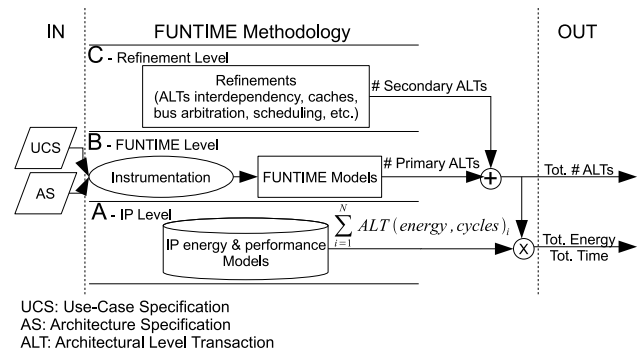 IN FUNTIME Methodology OUT
C - Refinement Level
Refinements
(ALTs interdependency, caches,
bus arbitration, scheduling, etc.)
# Secondary ALTs
B - FUNTIME Level
UCS
AS
Instrumentation
FUNTIME Models
# Primary ALTs
+
Tot. # ALTs
A - IP Level
IP energy & performance
Models
N
∑ ALT (energy, cycles)i
i=1
X
Tot. Energy
Tot. Time
UCS: Use-Case Specification
AS: Architecture Specification
ALT: Architectural Level Transaction